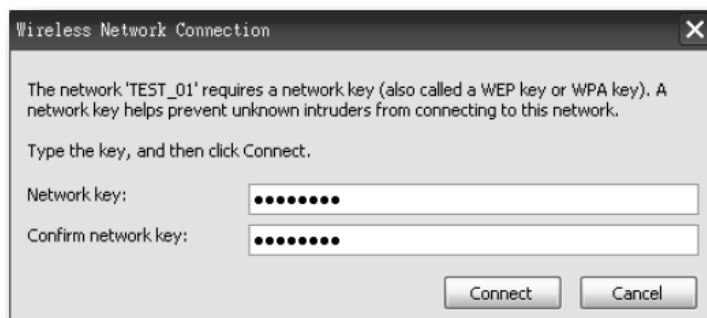 Wireless Network Connection
The network 'TEST_01' requires a network key (also called a WEP key or WPA key). A
network key helps prevent unknown intruders from connecting to this network.
Type the key, and then click Connect.
Network key: ●●●●●●●●
Confirm network key: ●●●●●●●●
Connect Cancel